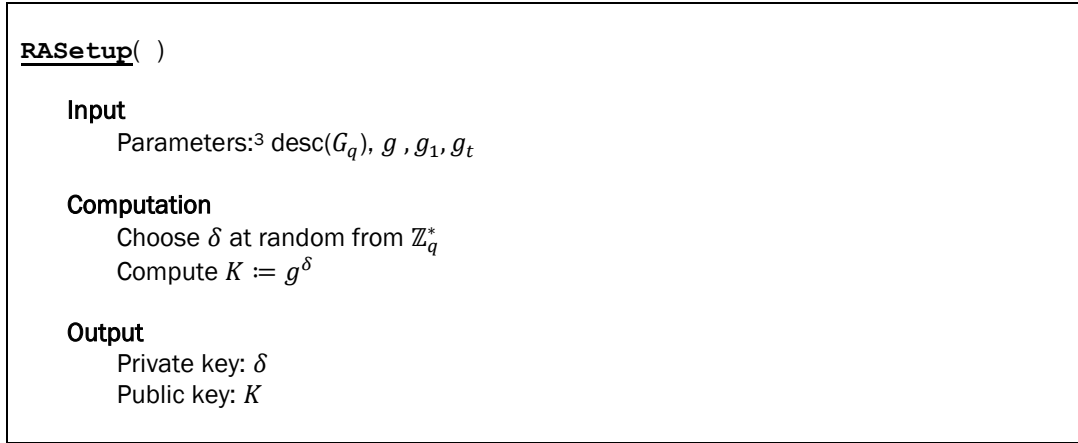 RASetup( )
Input
Parameters:³ desc(𝐺𝑞), 𝑔 , 𝑔₁, 𝑔ₜ
Computation
Choose 𝛿 at random from ℤ𝑞*
Compute 𝐾 ≔ 𝑔^𝛿
Output
Private key: 𝛿
Public key: 𝐾